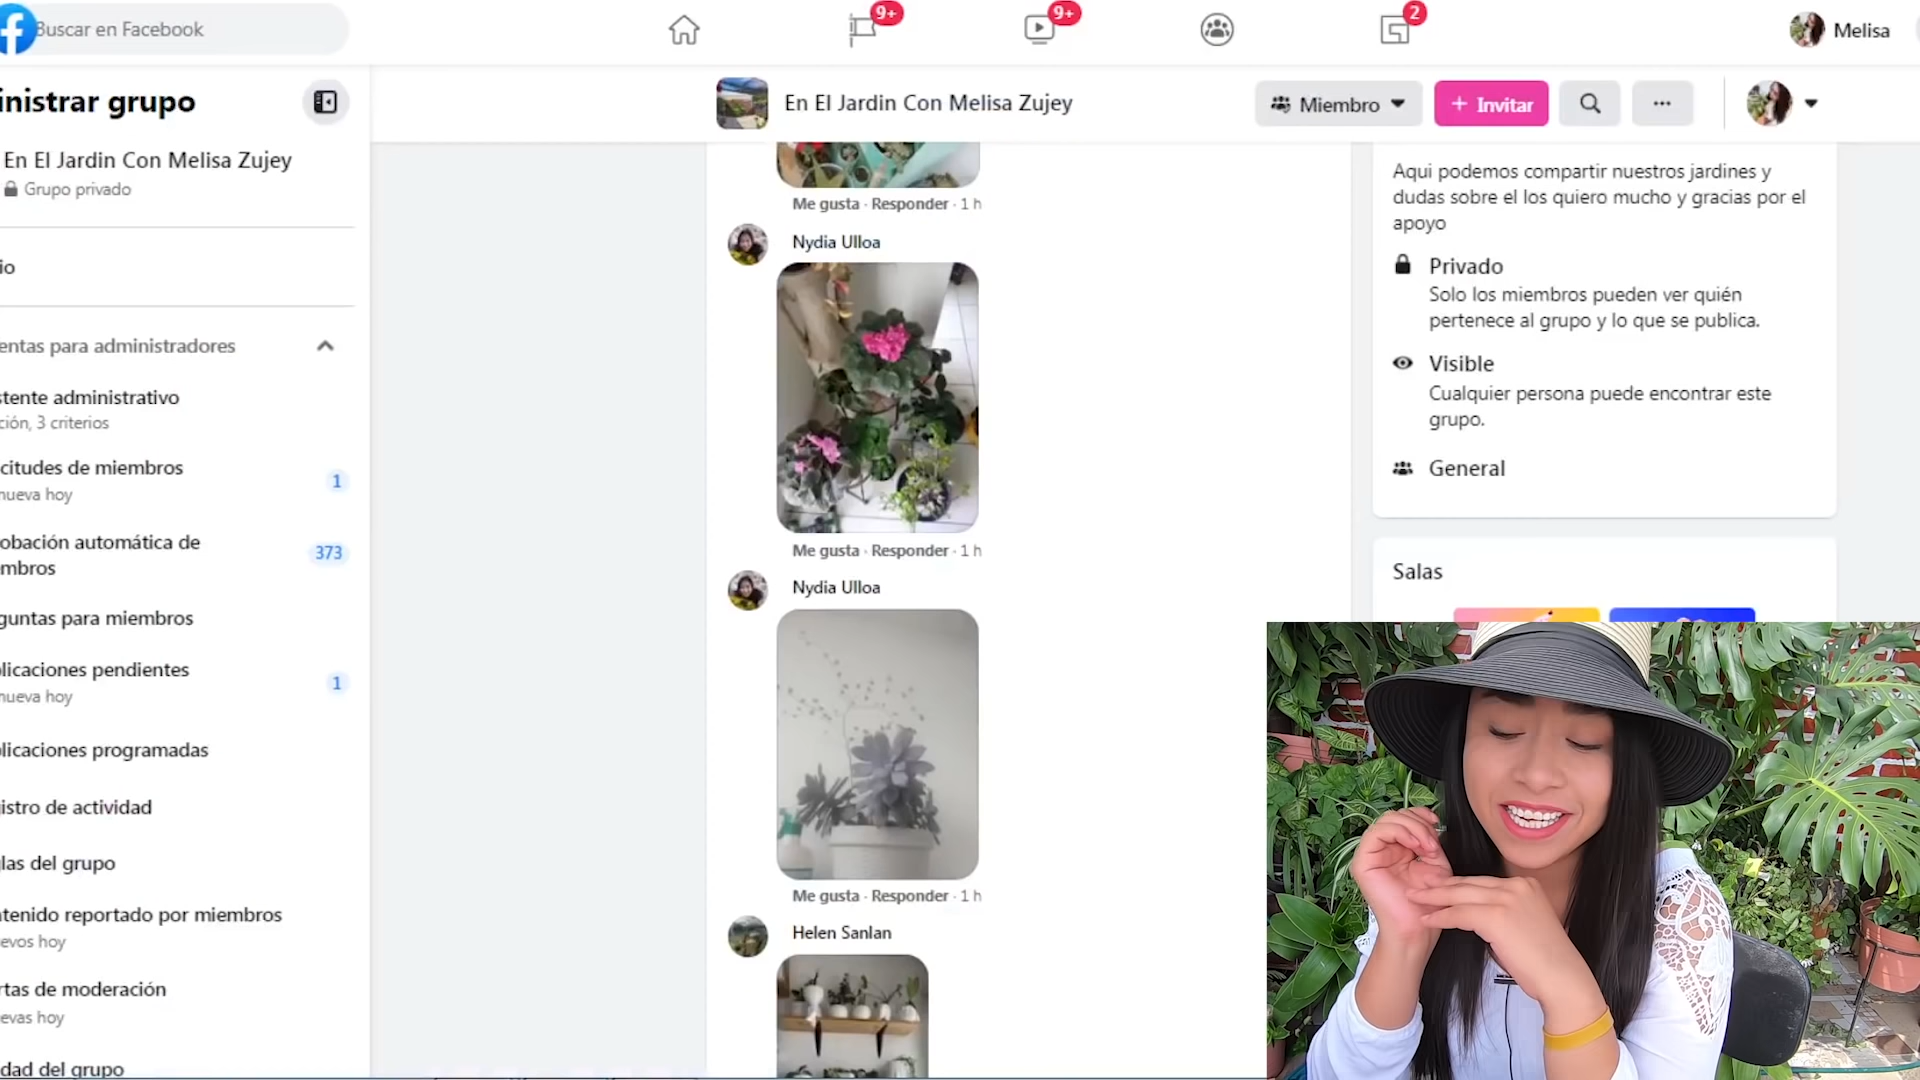 Buscar en Facebook
9+
9+
2
Melisa
inistrar grupo
En El Jardin Con Melisa Zujey
Grupo privado
io
entas para administradores
stente administrativo
ción, 3 criterios
citudes de miembros
nueva hoy
1
obación automática de
mbros
373
guntas para miembros
licaciones pendientes
nueva hoy
1
licaciones programadas
istro de actividad
las del grupo
ntenido reportado por miembros
evos hoy
rtas de moderación
evas hoy
dad del grupo
En El Jardin Con Melisa Zujey
Miembro
+ Invitar
Me gusta · Responder · 1 h
Nydia Ulloa
Me gusta · Responder · 1 h
Nydia Ulloa
Me gusta · Responder · 1 h
Helen Sanlan
Aqui podemos compartir nuestros jardines y
dudas sobre el los quiero mucho y gracias por el
apoyo
Privado
Solo los miembros pueden ver quién
pertenece al grupo y lo que se publica.
Visible
Cualquier persona puede encontrar este
grupo.
General
Salas